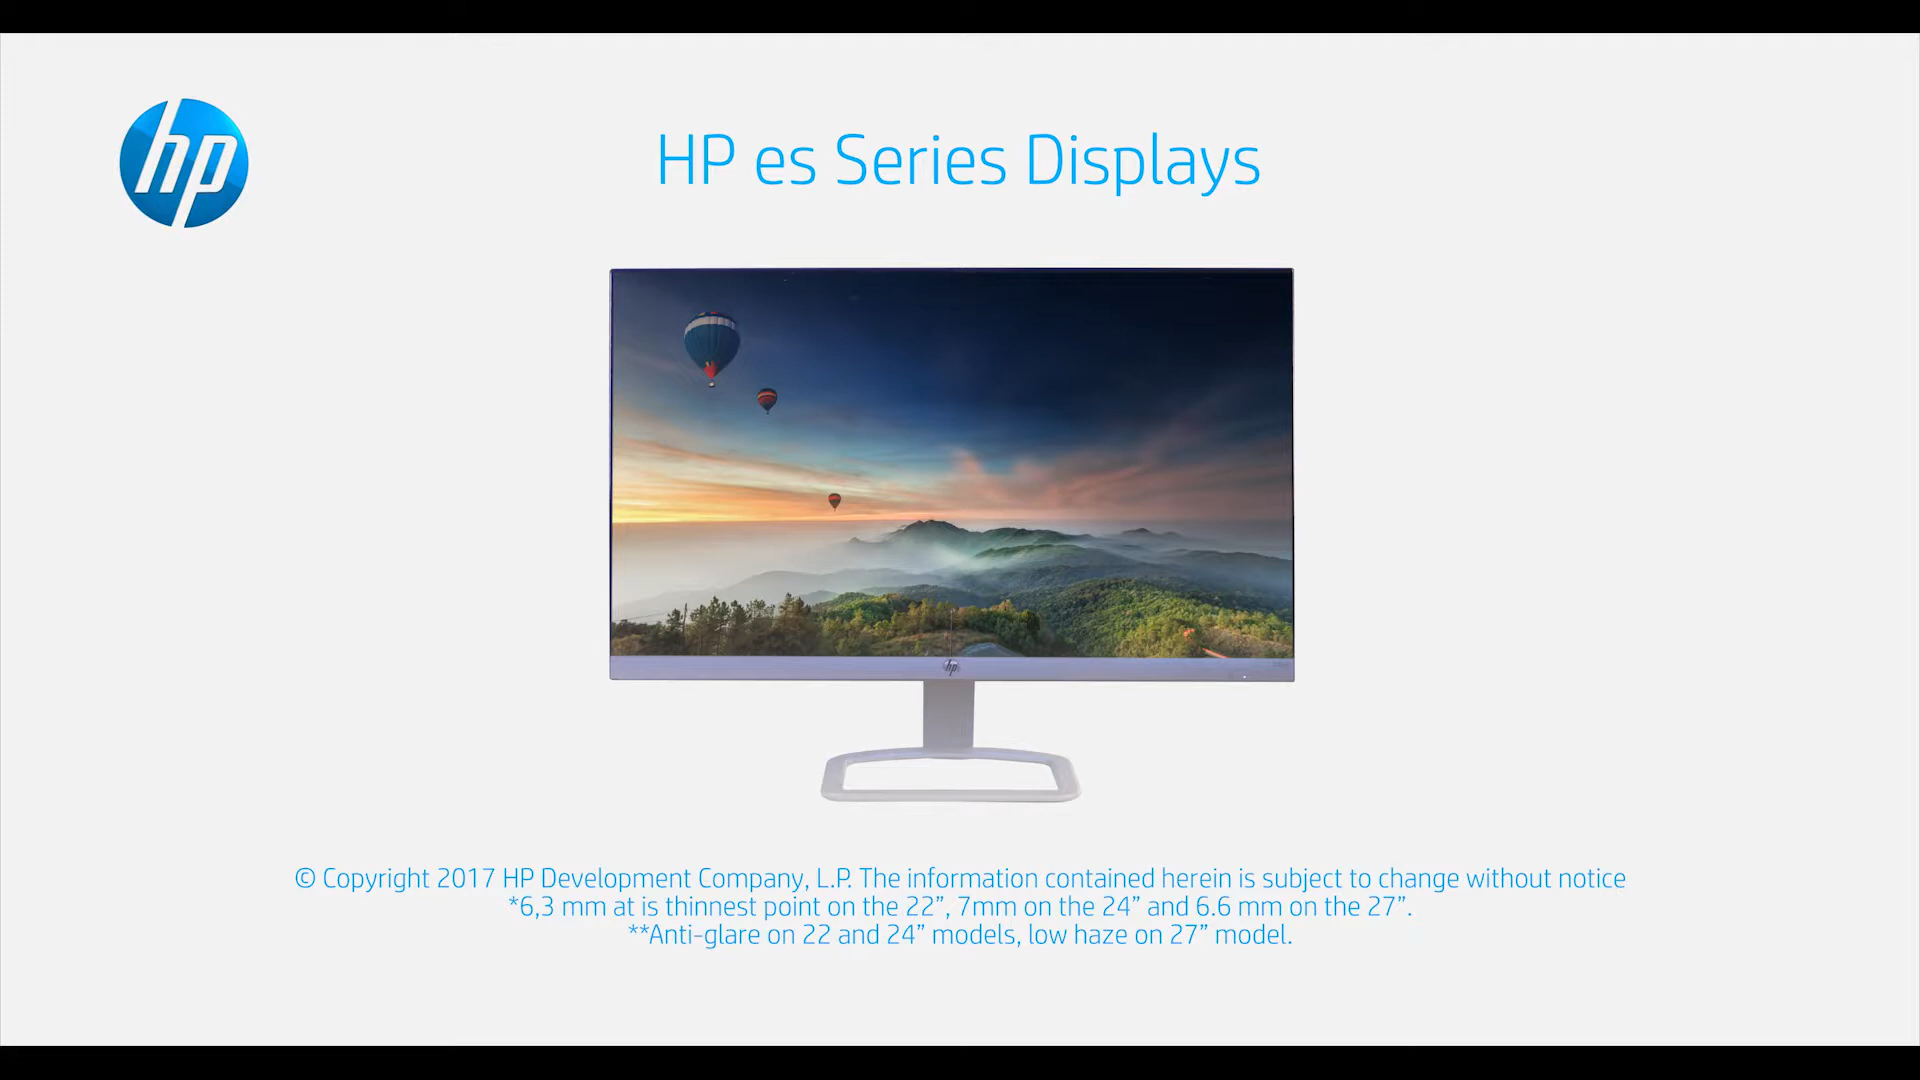 hp
HP es Series Displays
hp
© Copyright 2017 HP Development Company, L.P. The information contained herein is subject to change without notice
*6,3 mm at is thinnest point on the 22”, 7mm on the 24” and 6.6 mm on the 27”.
**Anti-glare on 22 and 24” models, low haze on 27” model.